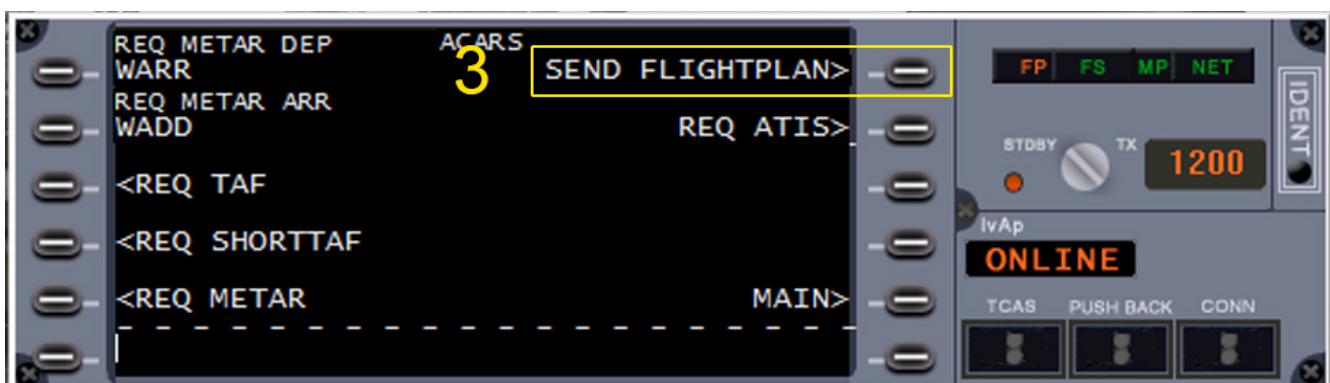 REQ METAR DEP ACARS
WARR 3 SEND FLIGHTPLAN>
REQ METAR ARR
WADD REQ ATIS>
<REQ TAF
<REQ SHORTTAF
<REQ METAR MAIN>
FP FS MP NET
IDENT
STDBY TX 1200
IvAp
ONLINE
TCAS PUSH BACK CONN